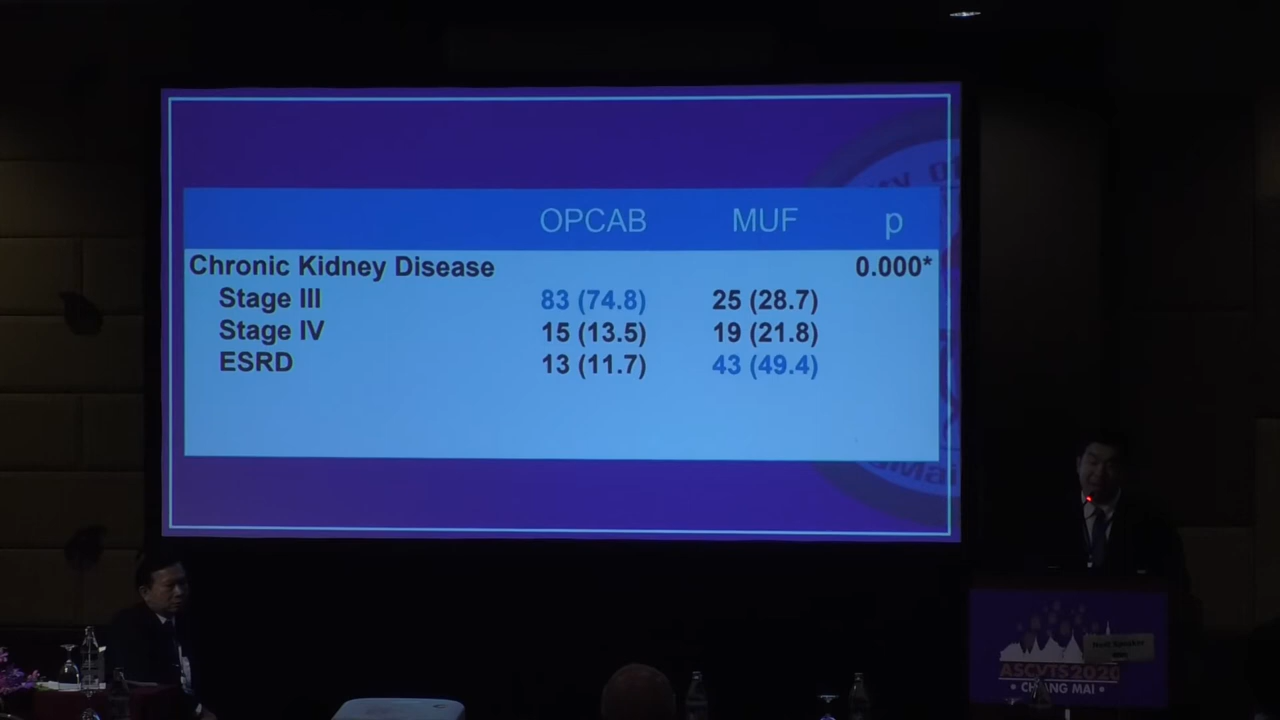 OPCAB MUF p
Chronic Kidney Disease 0.000*
Stage III 83 (74.8) 25 (28.7)
Stage IV 15 (13.5) 19 (21.8)
ESRD 13 (11.7) 43 (49.4)
ASCVTS2020
• CHIANG MAI •